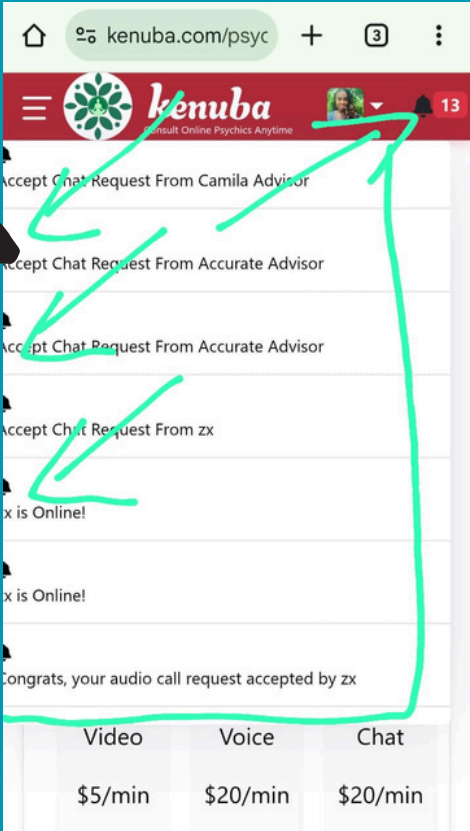 kenuba.com/psyc
3
kenuba
Consult Online Psychics Anytime
13
Accept Chat Request From Camila Advisor
Accept Chat Request From Accurate Advisor
Accept Chat Request From Accurate Advisor
Accept Chat Request From zx
x is Online!
x is Online!
Congrats, your audio call request accepted by zx
Video Voice Chat
$5/min $20/min $20/min